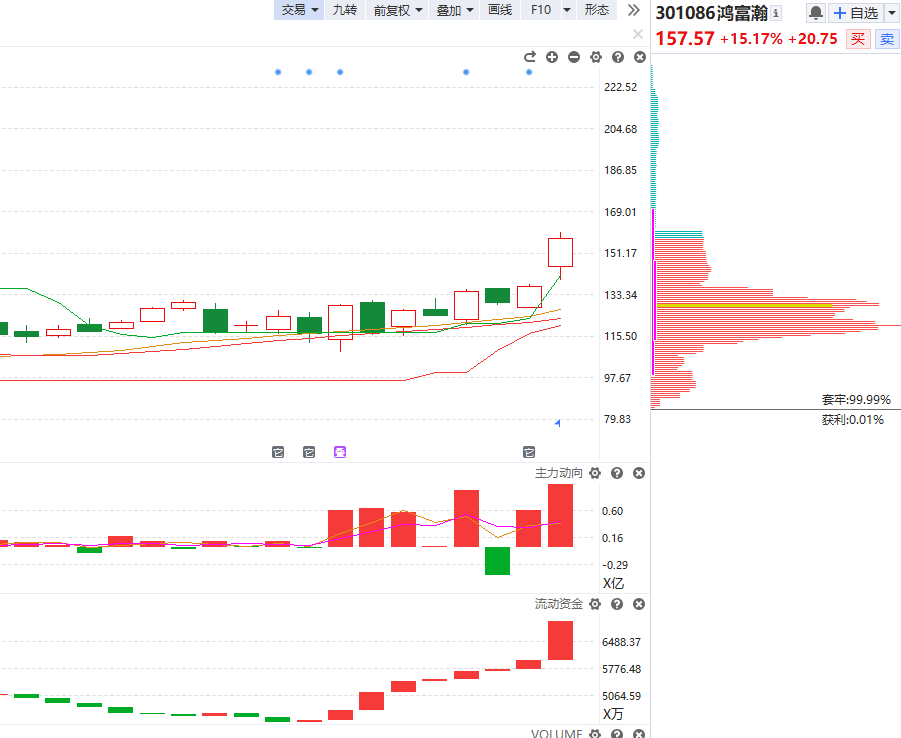 交易 九转 前复权 叠加 画线 F10 形态
301086鸿富瀚 自选
157.57 +15.17% +20.75 买 卖
222.52
204.68
186.85
169.01
151.17
133.34
115.50
97.67
79.83
套牢:99.99%
获利:0.01%
主力动向
0.60
0.16
-0.29
X亿
流动资金
6488.37
5776.48
5064.59
X万
VOLUME